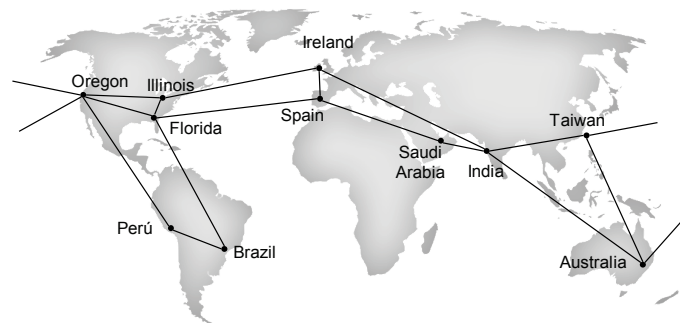 Ireland
Oregon
Illinois
Florida
Spain
Taiwan
Saudi
Arabia
India
Perú
Brazil
Australia